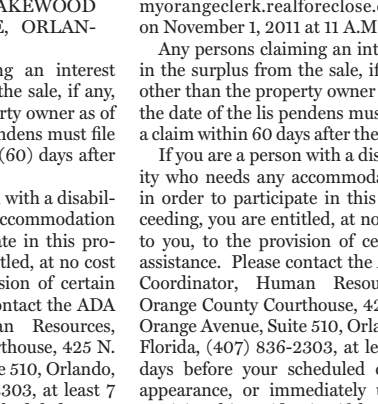 AKEWOOD
E, ORLAN-
ng an interest
the sale, if any,
rty owner as of
ndens must file
(60) days after
with a disabil-
ccommodation
ate in this pro-
tled, at no cost
sion of certain
ontact the ADA
an Resources,
rthouse, 425 N.
e 510, Orlando,
2303, at least 7
myorangeclerk.realforeclose.
on November 1, 2011 at 11 A.M
Any persons claiming an int
in the surplus from the sale, if
other than the property owner
the date of the lis pendens mus
a claim within 60 days after the
If you are a person with a dis
ity who needs any accommoda
in order to participate in this
ceeding, you are entitled, at no
to you, to the provision of ce
assistance. Please contact the
Coordinator, Human Resou
Orange County Courthouse, 42
Orange Avenue, Suite 510, Orla
Florida, (407) 836-2303, at lea
days before your scheduled c
appearance, or immediately